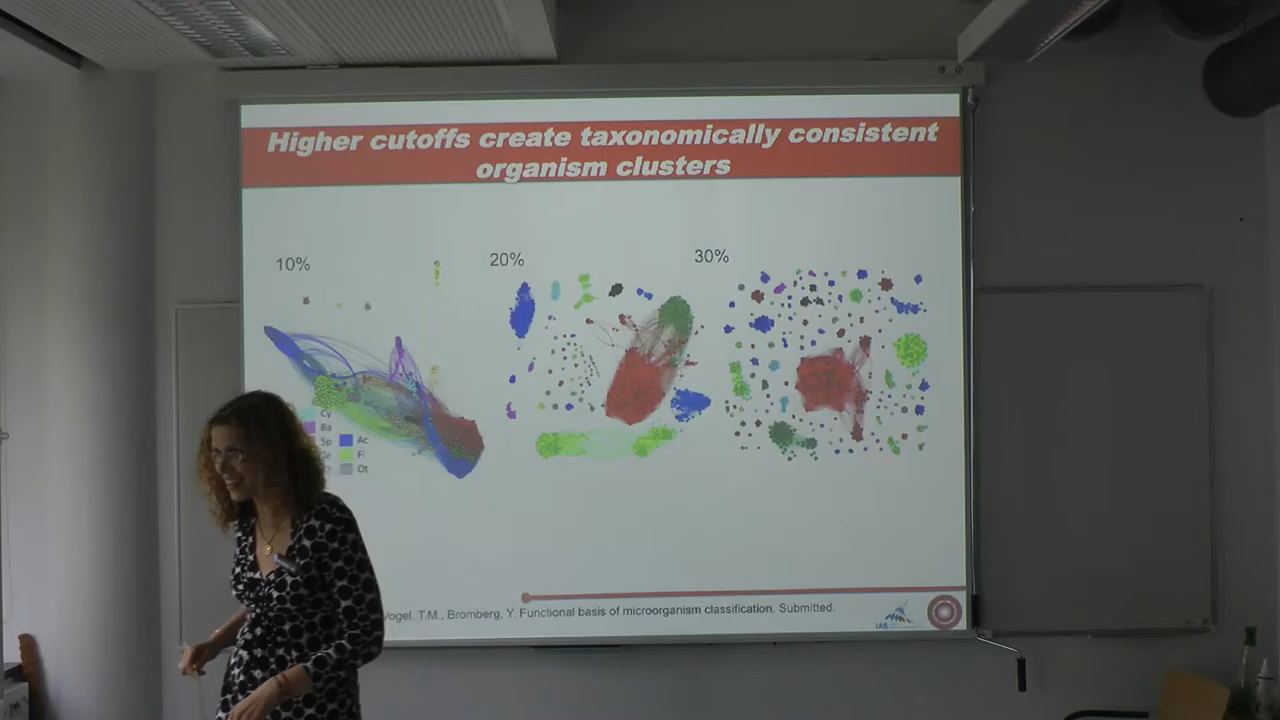 Higher cutoffs create taxonomically consistent
organism clusters
10%
20%
30%
Cy
Ba
Sp
Ac
Fi
Ot
Vogel, T.M., Bromberg, Y. Functional basis of microorganism classification. Submitted.
IAS